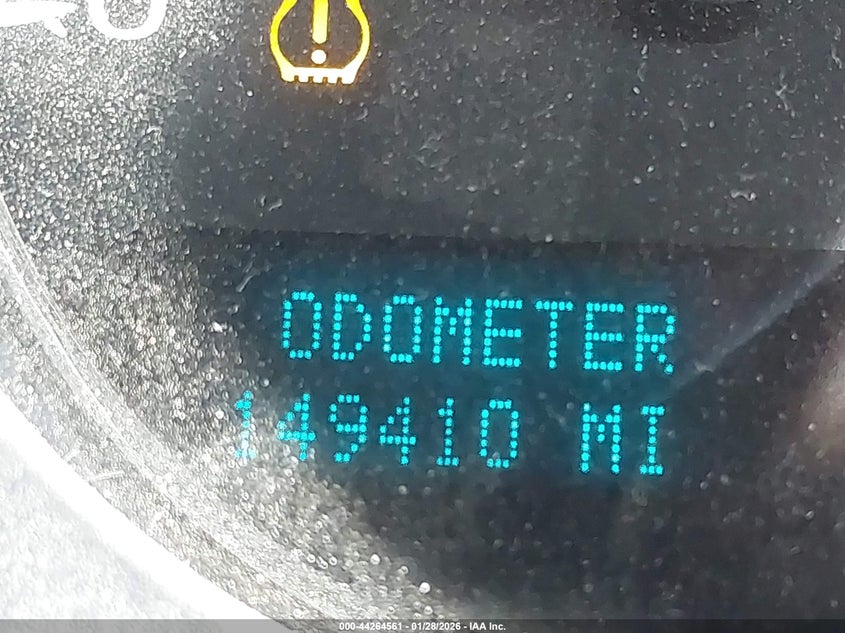 ODOMETER
149410 MI
000-44264561 - 01/28/2026 - IAA Inc.